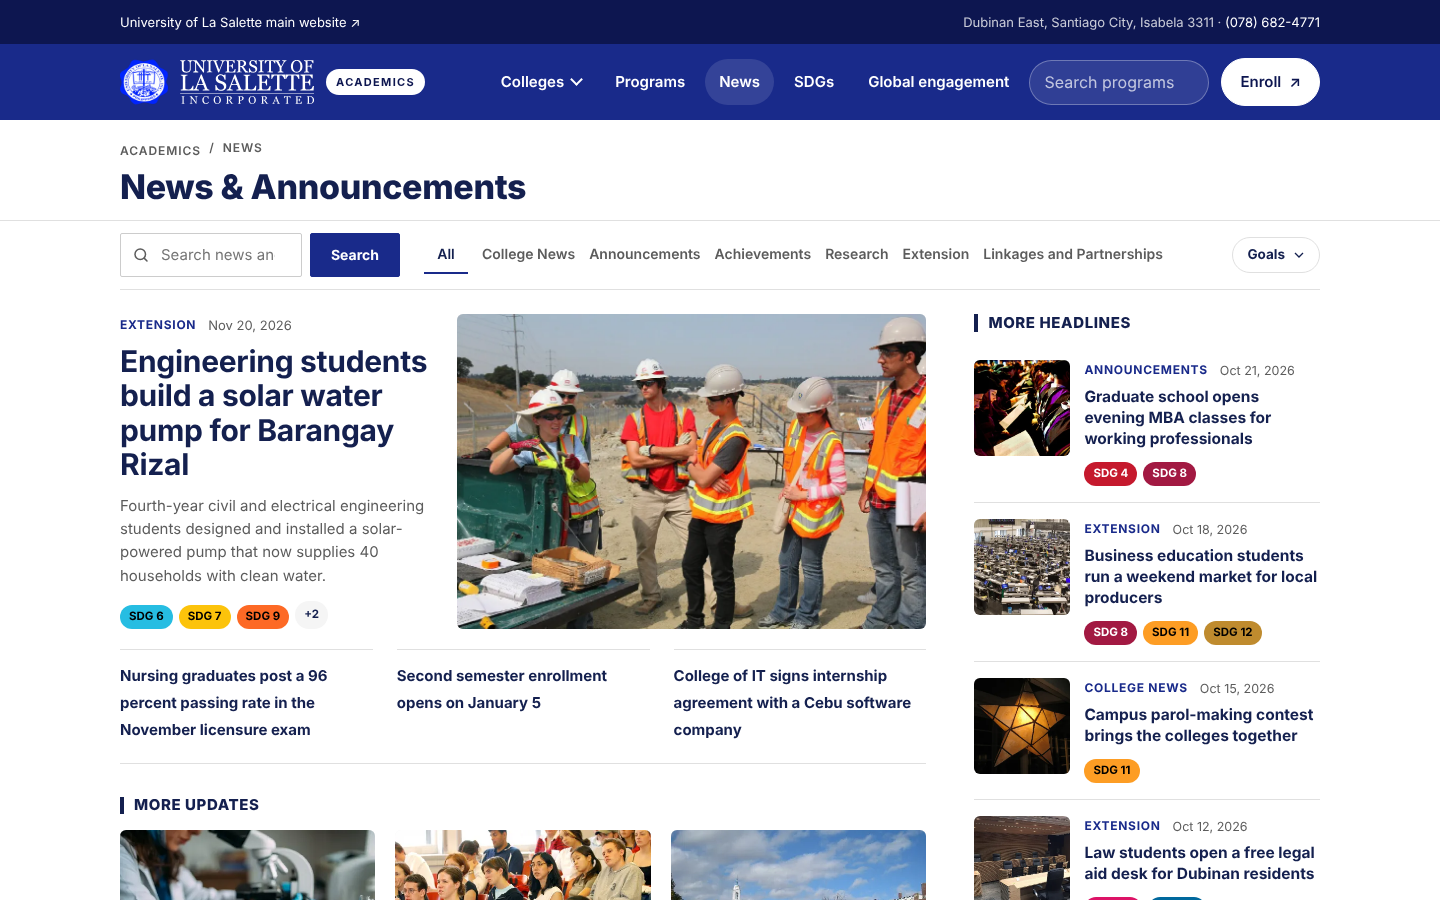 University of La Salette main website ↗
Dubinan East, Santiago City, Isabela 3311 · (078) 682-4771
UNIVERSITY OF
LA SALETTE
INCORPORATED
ACADEMICS
Colleges
Programs
News
SDGs
Global engagement
Search programs
Enroll ↗
ACADEMICS / NEWS
News & Announcements
Search news an
Search
All
College News
Announcements
Achievements
Research
Extension
Linkages and Partnerships
Goals
EXTENSION Nov 20, 2026
Engineering students
build a solar water
pump for Barangay
Rizal
Fourth-year civil and electrical engineering
students designed and installed a solar-
powered pump that now supplies 40
households with clean water.
SDG 6 SDG 7 SDG 9 +2
Nursing graduates post a 96
percent passing rate in the
November licensure exam
Second semester enrollment
opens on January 5
College of IT signs internship
agreement with a Cebu software
company
MORE UPDATES
MORE HEADLINES
ANNOUNCEMENTS Oct 21, 2026
Graduate school opens
evening MBA classes for
working professionals
SDG 4 SDG 8
EXTENSION Oct 18, 2026
Business education students
run a weekend market for local
producers
SDG 8 SDG 11 SDG 12
COLLEGE NEWS Oct 15, 2026
Campus parol-making contest
brings the colleges together
SDG 11
EXTENSION Oct 12, 2026
Law students open a free legal
aid desk for Dubinan residents